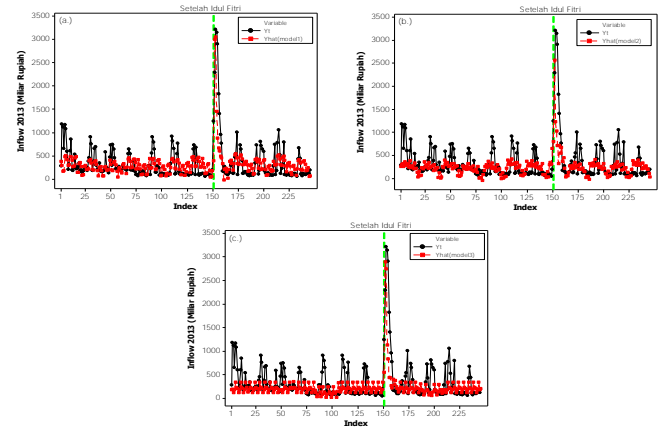 Setelah Idul Fitri
(a.)
Variable
Yt
Yhat(model1)
Inflow 2013 (Miliar Rupiah)
3500
3000
2500
2000
1500
1000
500
0
1 25 50 75 100 125 150 175 200 225
Index
Setelah Idul Fitri
(b.)
Variable
Yt
Yhat(model2)
Inflow 2013 (Miliar Rupiah)
3500
3000
2500
2000
1500
1000
500
0
1 25 50 75 100 125 150 175 200 225
Index
Setelah Idul Fitri
(c.)
Variable
Yt
Yhat(model3)
Inflow 2013 (Miliar Rupiah)
3500
3000
2500
2000
1500
1000
500
0
1 25 50 75 100 125 150 175 200 225
Index